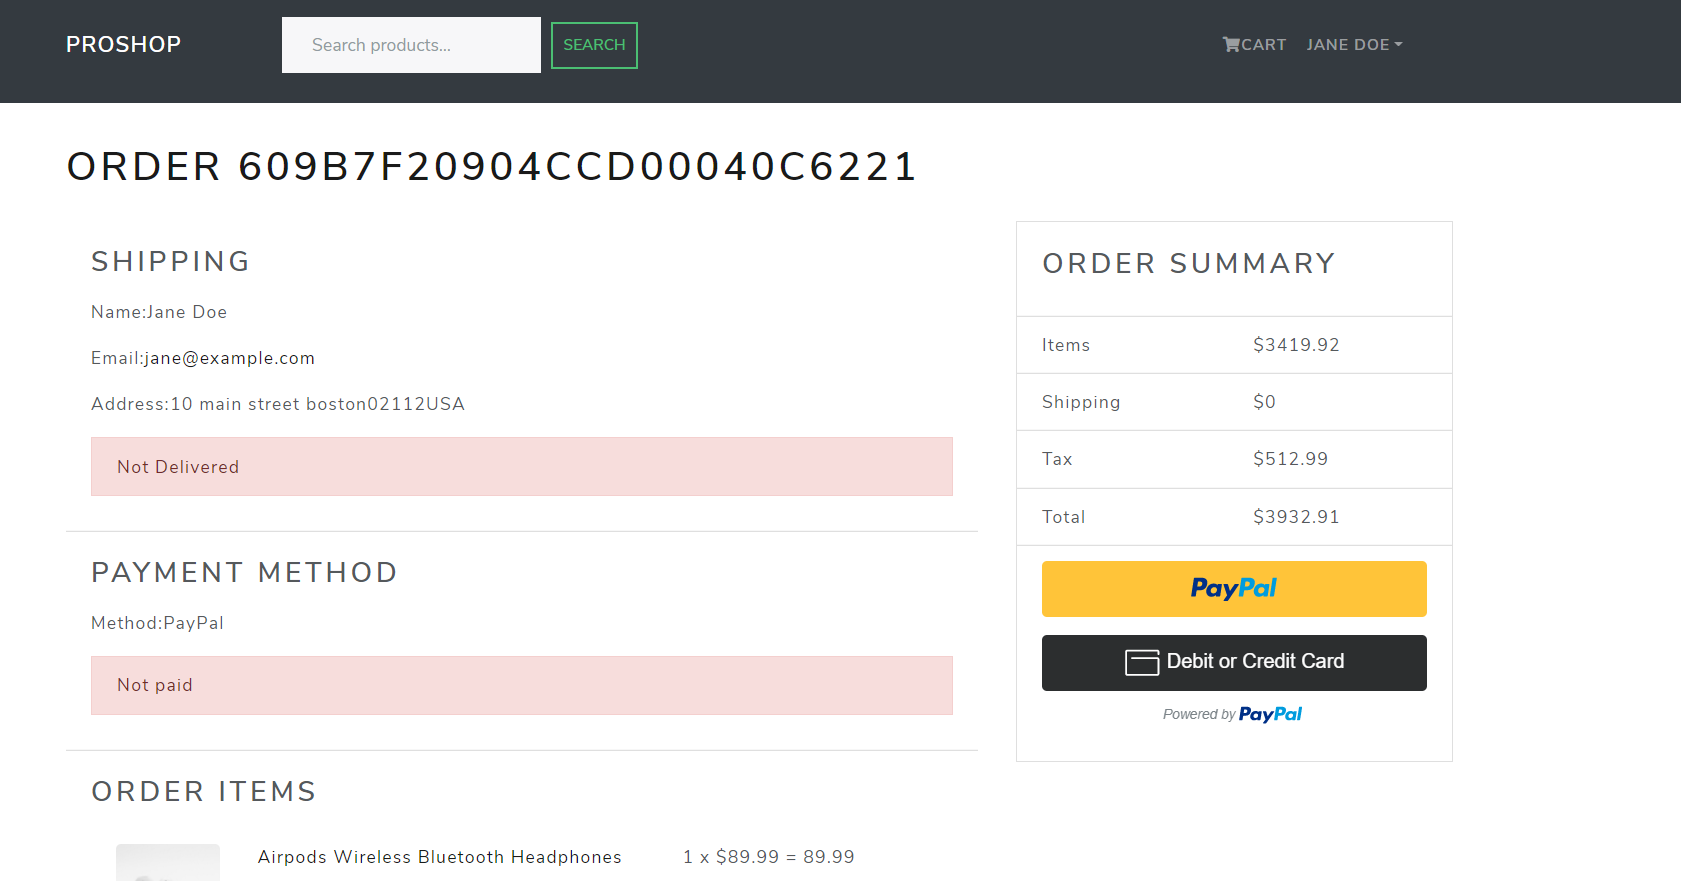 PROSHOP
Search products...
SEARCH
CART
JANE DOE
ORDER 609B7F20904CCD00040C6221
SHIPPING
Name:Jane Doe
Email:jane@example.com
Address:10 main street boston02112USA
Not Delivered
PAYMENT METHOD
Method:PayPal
Not paid
ORDER ITEMS
Airpods Wireless Bluetooth Headphones
1 x $89.99 = 89.99
ORDER SUMMARY
Items $3419.92
Shipping $0
Tax $512.99
Total $3932.91
PayPal
Debit or Credit Card
Powered by PayPal